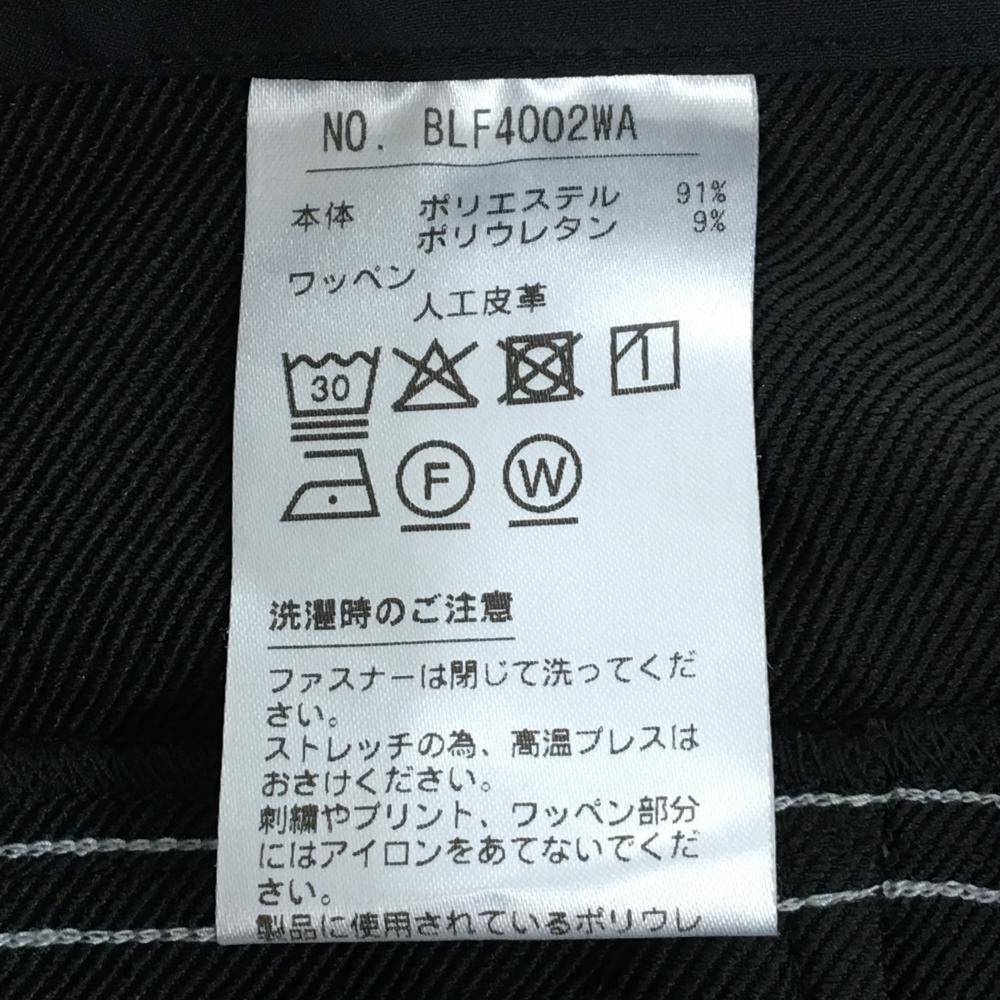 NO. BLF4002WA
本体 ポリエステル 91%
ポリウレタン 9%
ワッペン
人工皮革
30
F W
洗濯時のご注意
ファスナーは閉じて洗ってくだ
さい。
ストレッチの為、高温プレスは
おさけください。
刺繍やプリント、ワッペン部分
にはアイロンをあてないでくだ
さい。
製品に使用されているポリウレ